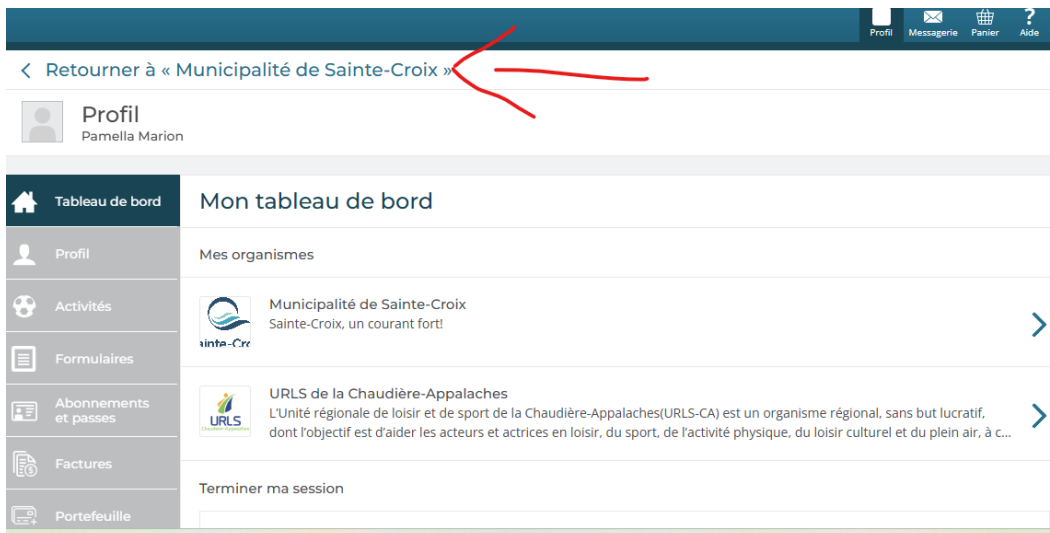 Profil Messagerie Panier Aide
Retourner à « Municipalité de Sainte-Croix »
Profil
Pamella Marion
Tableau de bord
Mon tableau de bord
Profil
Mes organismes
Activités
Municipalité de Sainte-Croix
Sainte-Croix, un courant fort!
ainte-Cro
Formulaires
Abonnements
et passes
URLS de la Chaudière-Appalaches
L'Unité régionale de loisir et de sport de la Chaudière-Appalaches(URLS-CA) est un organisme régional, sans but lucratif,
dont l'objectif est d'aider les acteurs et actrices en loisir, du sport, de l'activité physique, du loisir culturel et du plein air, à c...
URLS
Chaudière-Appalaches
Factures
Terminer ma session
Portefeuille